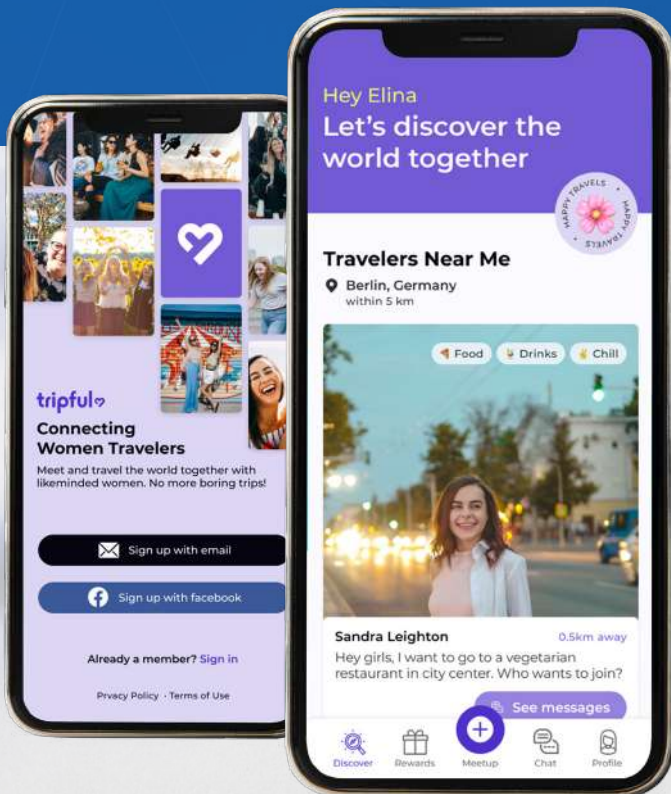 tripful
Connecting
Women Travelers
Meet and travel the world together with
likeminded women. No more boring trips!
Sign up with email
Sign up with facebook
Already a member? Sign in
Prvacy Policy · Terms of Use
Hey Elina
Let's discover the
world together
HAPPY TRAVELS • HAPPY TRAVELS •
Travelers Near Me
Berlin, Germany
within 5 km
Food Drinks Chill
Sandra Leighton 0.5km away
Hey girls, I want to go to a vegetarian
restaurant in city center. Who wants to join?
See messages
Discover Rewards Meetup Chat Profile